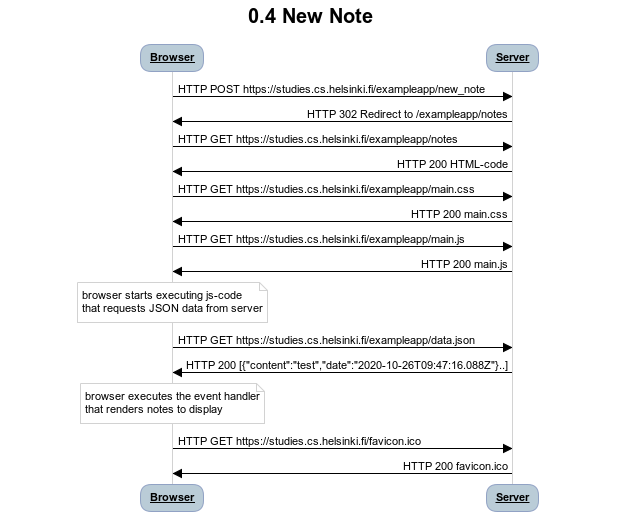 0.4 New Note
Browser
Server
HTTP POST https://studies.cs.helsinki.fi/exampleapp/new_note
HTTP 302 Redirect to /exampleapp/notes
HTTP GET https://studies.cs.helsinki.fi/exampleapp/notes
HTTP 200 HTML-code
HTTP GET https://studies.cs.helsinki.fi/exampleapp/main.css
HTTP 200 main.css
HTTP GET https://studies.cs.helsinki.fi/exampleapp/main.js
HTTP 200 main.js
browser starts executing js-code
that requests JSON data from server
HTTP GET https://studies.cs.helsinki.fi/exampleapp/data.json
HTTP 200 [{"content":"test","date":"2020-10-26T09:47:16.088Z"}..]
browser executes the event handler
that renders notes to display
HTTP GET https://studies.cs.helsinki.fi/favicon.ico
HTTP 200 favicon.ico
Browser
Server